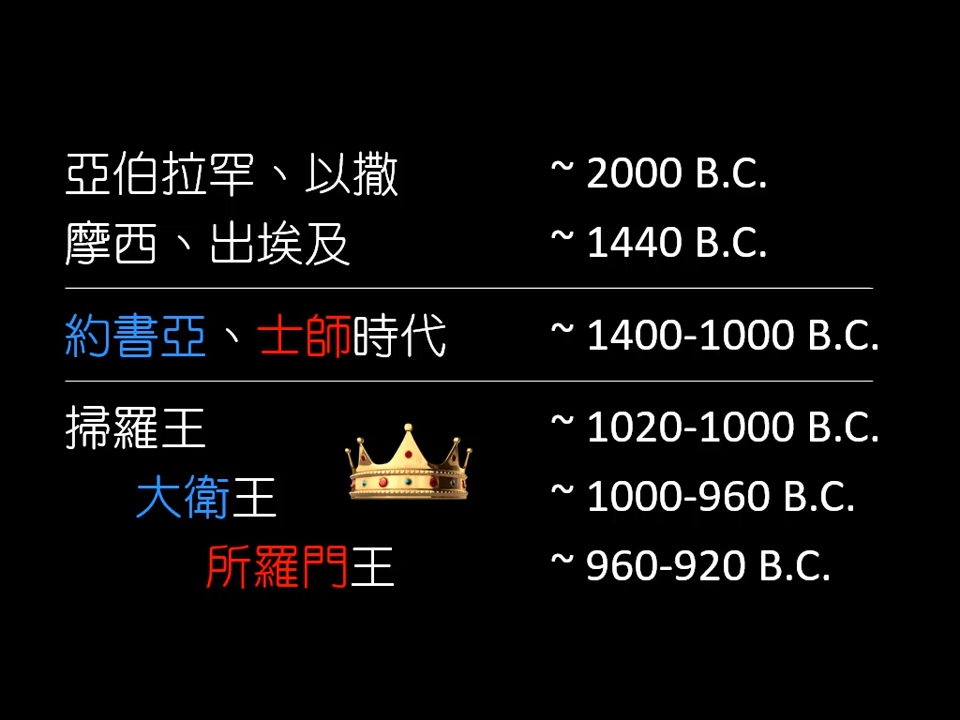 亞伯拉罕、以撒 ~ 2000 B.C.
摩西、出埃及 ~ 1440 B.C.
約書亞、士師時代 ~ 1400-1000 B.C.
掃羅王 ~ 1020-1000 B.C.
大衛王 ~ 1000-960 B.C.
所羅門王 ~ 960-920 B.C.